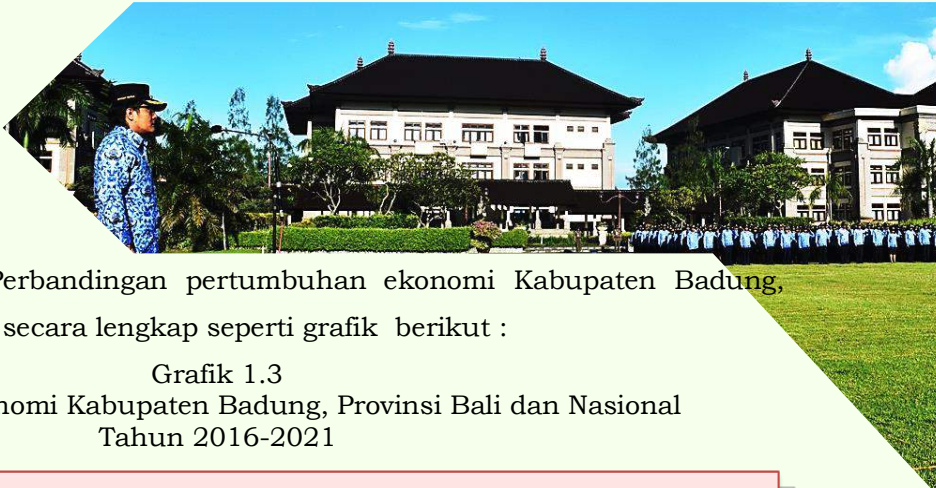 Perbandingan pertumbuhan ekonomi Kabupaten Badung,
secara lengkap seperti grafik berikut :
Grafik 1.3
Kabupaten Badung, Provinsi Bali dan Nasional
Tahun 2016-2021